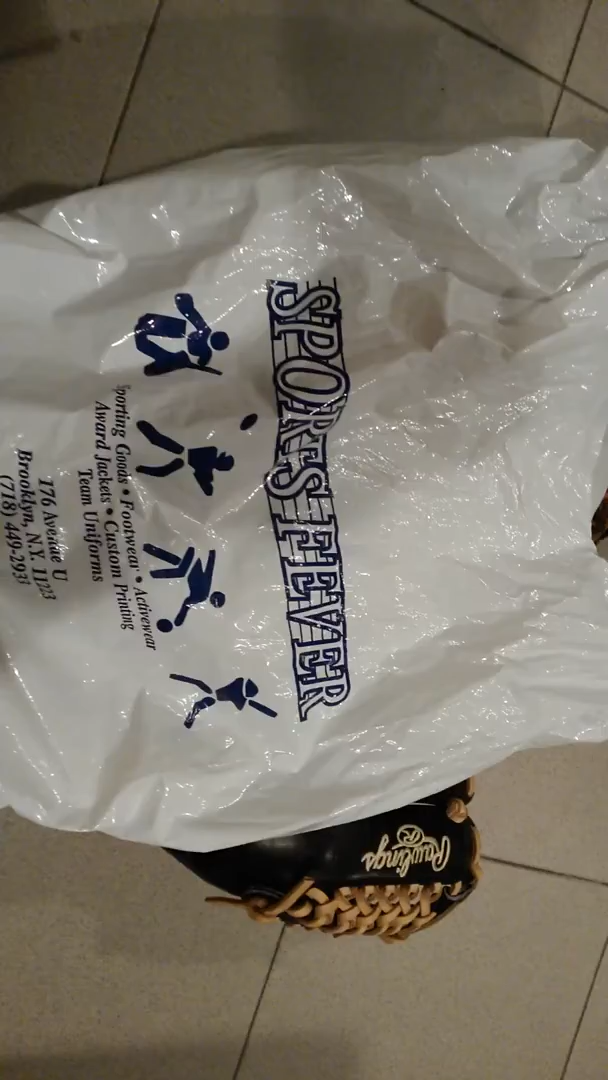 SPORTS FEVER
Sporting Goods • Footwear • Activewear
Award Jackets • Custom Printing
Team Uniforms
176 Avenue U
Brooklyn, N.Y. 11223
(718) 449-2933
Rawlings
R